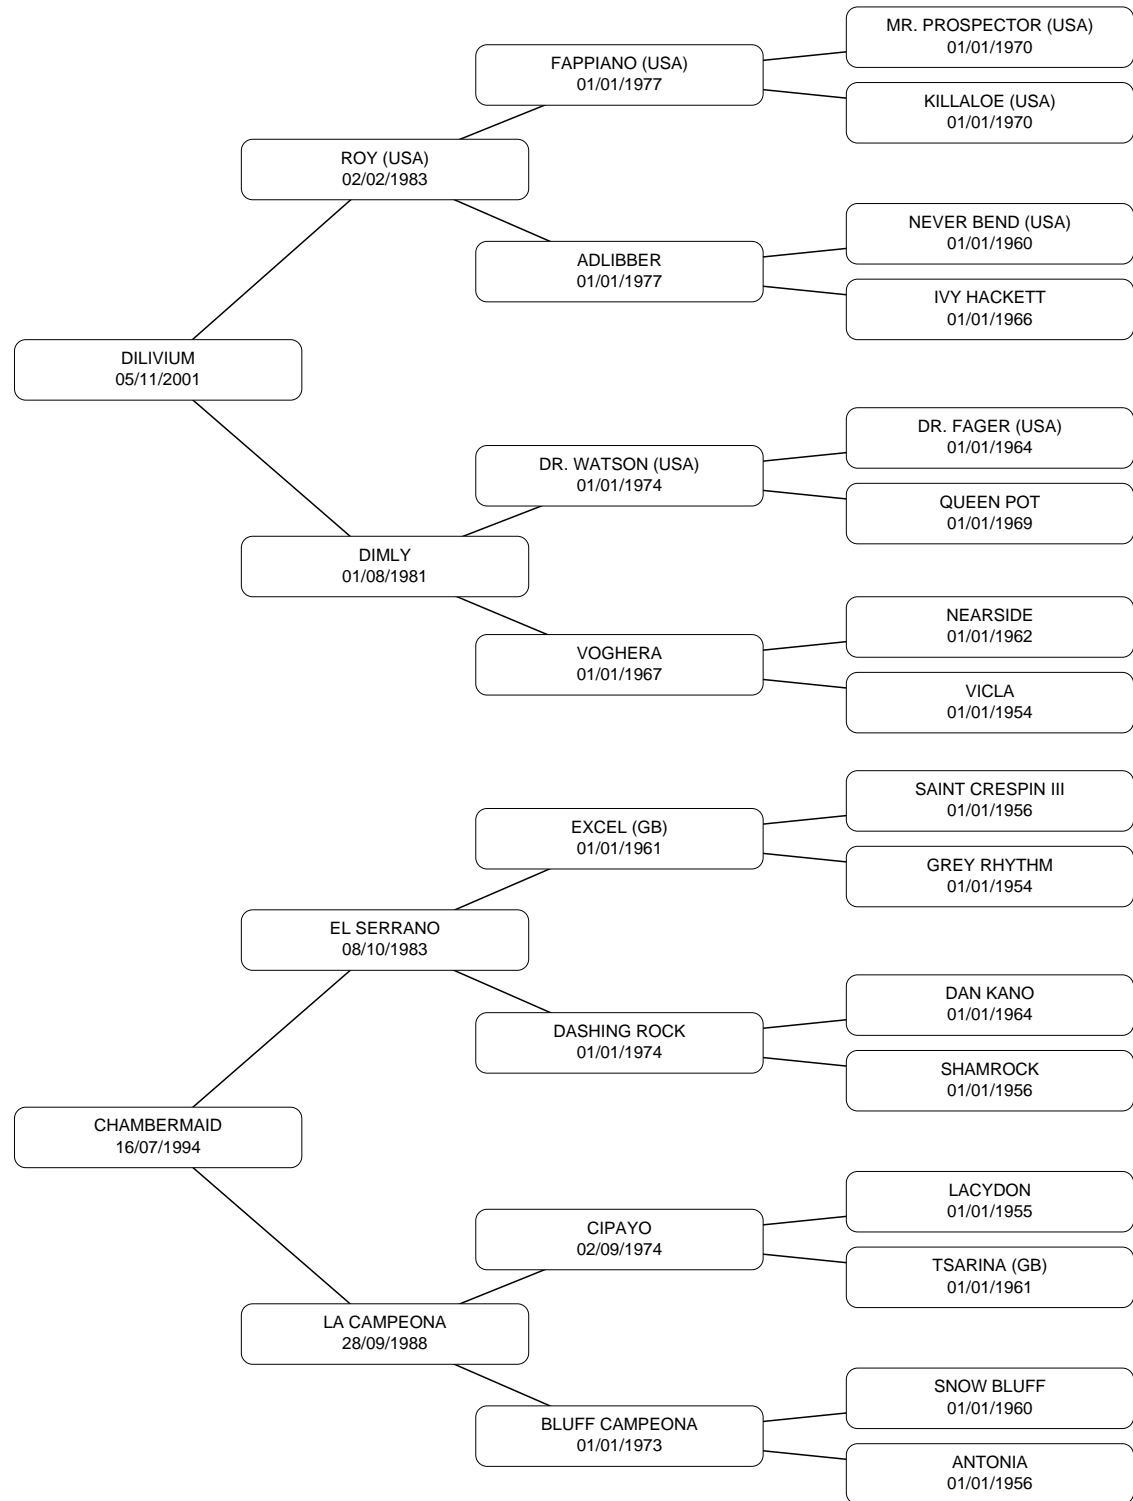 MR. PROSPECTOR (USA)
01/01/1970
FAPPIANO (USA)
01/01/1977
KILLALOE (USA)
01/01/1970
ROY (USA)
02/02/1983
NEVER BEND (USA)
01/01/1960
ADLIBBER
01/01/1977
IVY HACKETT
01/01/1966
DILIVIUM
05/11/2001
DR. FAGER (USA)
01/01/1964
DR. WATSON (USA)
01/01/1974
QUEEN POT
01/01/1969
DIMLY
01/08/1981
NEARSIDE
01/01/1962
VOGHERA
01/01/1967
VICLA
01/01/1954
SAINT CRESPIN III
01/01/1956
EXCEL (GB)
01/01/1961
GREY RHYTHM
01/01/1954
EL SERRANO
08/10/1983
DAN KANO
01/01/1964
DASHING ROCK
01/01/1974
SHAMROCK
01/01/1956
CHAMBERMAID
16/07/1994
LACYDON
01/01/1955
CIPAYO
02/09/1974
TSARINA (GB)
01/01/1961
LA CAMPEONA
28/09/1988
SNOW BLUFF
01/01/1960
BLUFF CAMPEONA
01/01/1973
ANTONIA
01/01/1956